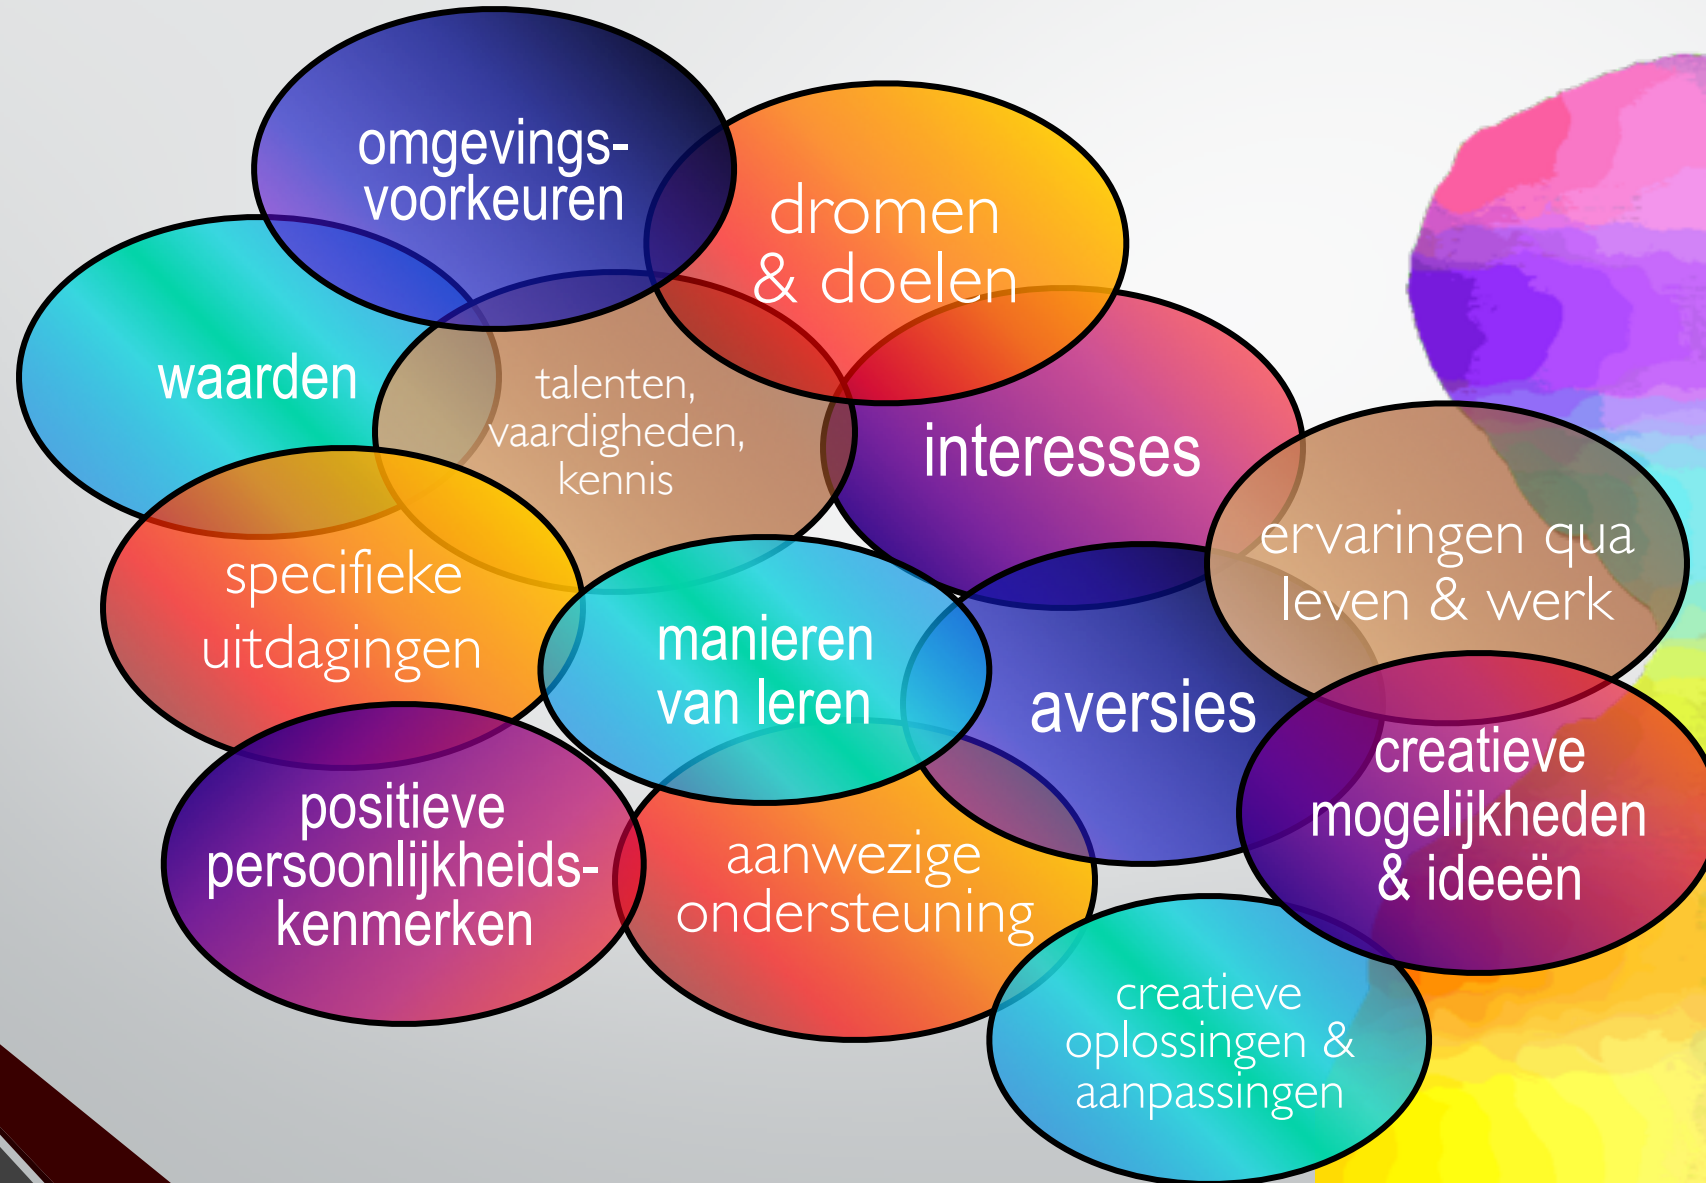 omgevings-
voorkeuren
dromen
& doelen
waarden
talenten,
vaardigheden,
kennis
interesses
ervaringen qua
leven & werk
specifieke
uitdagingen
manieren
van leren
aversies
creatieve
mogelijkheden
& ideeën
positieve
persoonlijkheids-
kenmerken
aanwezige
ondersteuning
creatieve
oplossingen &
aanpassingen